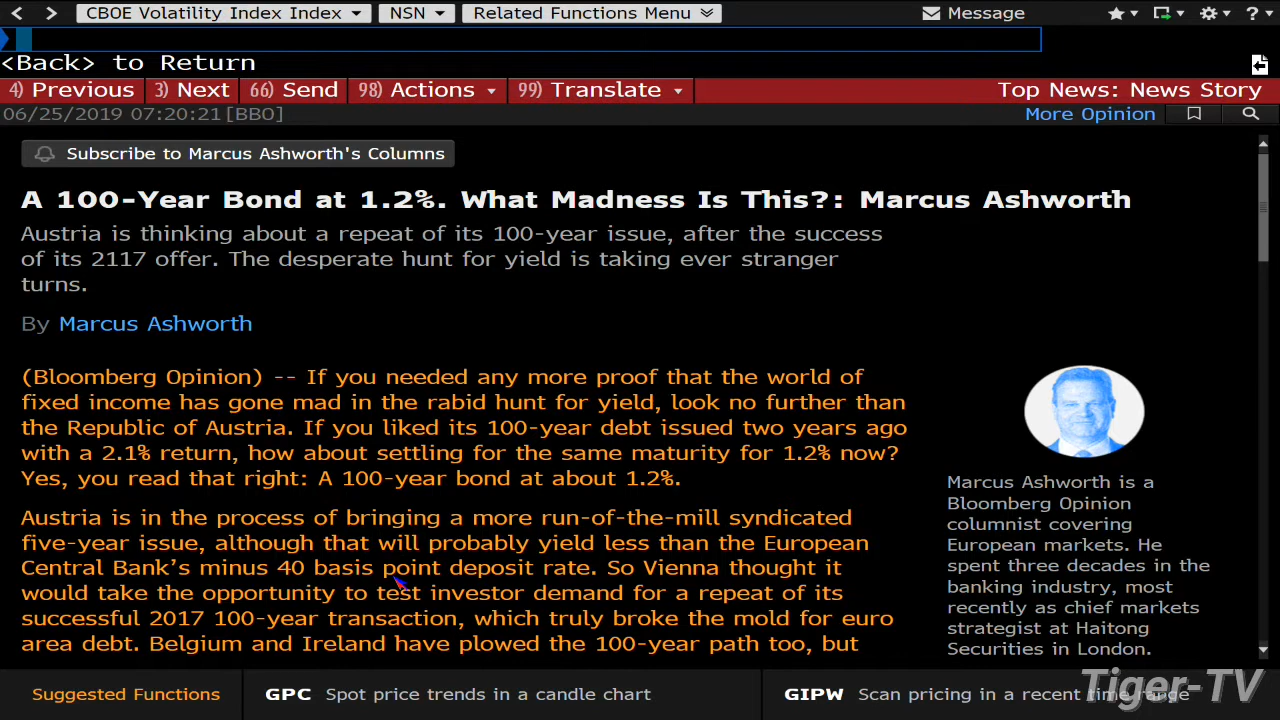 CBOE Volatility Index Index NSN Related Functions Menu Message ?
<Back> to Return
4) Previous 3) Next 66) Send 98) Actions 99) Translate Top News: News Story
06/25/2019 07:20:21[BBO] More Opinion
Subscribe to Marcus Ashworth's Columns
A 100-Year Bond at 1.2%. What Madness Is This?: Marcus Ashworth
Austria is thinking about a repeat of its 100-year issue, after the success
of its 2117 offer. The desperate hunt for yield is taking ever stranger
turns.
By Marcus Ashworth
(Bloomberg Opinion) -- If you needed any more proof that the world of
fixed income has gone mad in the rabid hunt for yield, look no further than
the Republic of Austria. If you liked its 100-year debt issued two years ago
with a 2.1% return, how about settling for the same maturity for 1.2% now?
Yes, you read that right: A 100-year bond at about 1.2%.
Austria is in the process of bringing a more run-of-the-mill syndicated
five-year issue, although that will probably yield less than the European
Central Bank's minus 40 basis point deposit rate. So Vienna thought it
would take the opportunity to test investor demand for a repeat of its
successful 2017 100-year transaction, which truly broke the mold for euro
area debt. Belgium and Ireland have plowed the 100-year path too, but
Marcus Ashworth is a
Bloomberg Opinion
columnist covering
European markets. He
spent three decades in the
banking industry, most
recently as chief markets
strategist at Haitong
Securities in London.
Suggested Functions GPC Spot price trends in a candle chart GIPW Scan pricing in a recent time range
Tiger-TV